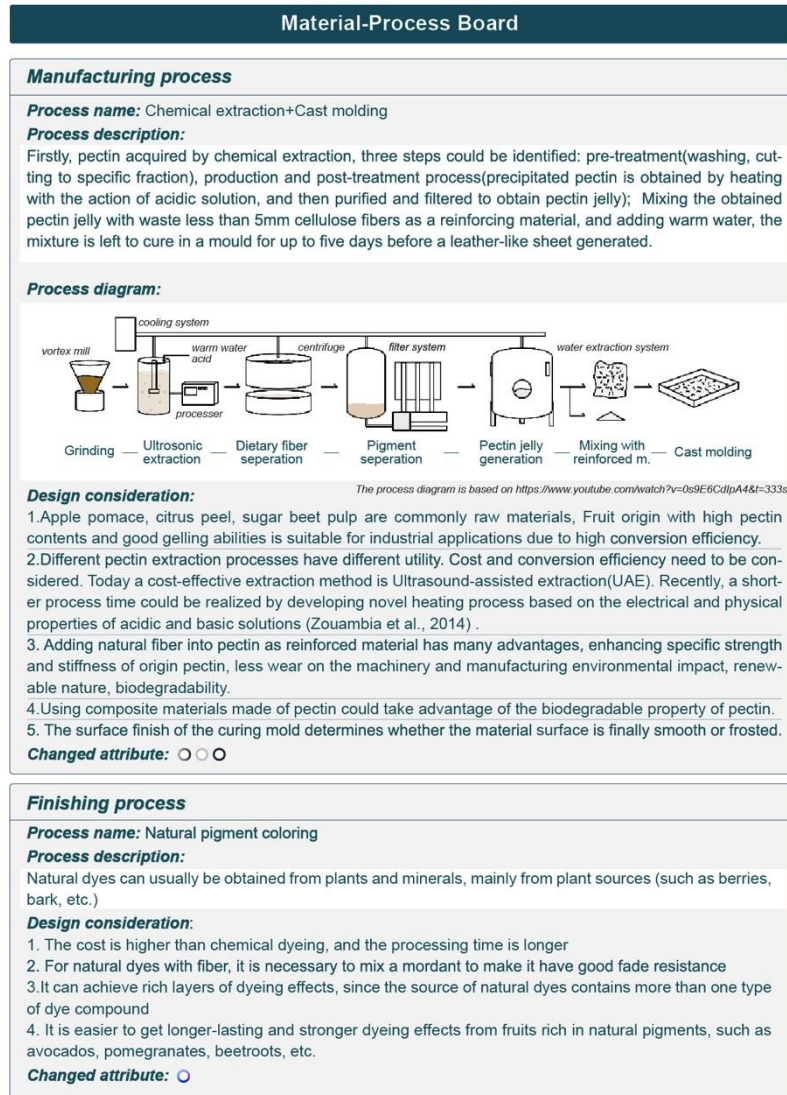 Material-Process Board
Manufacturing process
Process name: Chemical extraction+Cast molding
Process description:
Firstly, pectin acquired by chemical extraction, three steps could be identified: pre-treatment(washing, cut-
ting to specific fraction), production and post-treatment process(precipitated pectin is obtained by heating
with the action of acidic solution, and then purified and filtered to obtain pectin jelly);  Mixing the obtained
pectin jelly with waste less than 5mm cellulose fibers as a reinforcing material, and adding warm water, the
mixture is left to cure in a mould for up to five days before a leather-like sheet generated.
Process diagram:
cooling system
vortex mill
warm water
acid
centrifuge
filter system
water extraction system
processer
Grinding — Ultrosonic extraction — Dietary fiber seperation — Pigment seperation — Pectin jelly generation — Mixing with reinforced m. — Cast molding
The process diagram is based on https://www.youtube.com/watch?v=0s9E6CdIpA4&t=333s
Design consideration:
1.Apple pomace, citrus peel, sugar beet pulp are commonly raw materials, Fruit origin with high pectin
contents and good gelling abilities is suitable for industrial applications due to high conversion efficiency.
2.Different pectin extraction processes have different utility. Cost and conversion efficiency need to be con-
sidered. Today a cost-effective extraction method is Ultrasound-assisted extraction(UAE). Recently, a short-
er process time could be realized by developing novel heating process based on the electrical and physical
properties of acidic and basic solutions (Zouambia et al., 2014) .
3. Adding natural fiber into pectin as reinforced material has many advantages, enhancing specific strength
and stiffness of origin pectin, less wear on the machinery and manufacturing environmental impact, renew-
able nature, biodegradability.
4.Using composite materials made of pectin could take advantage of the biodegradable property of pectin.
5. The surface finish of the curing mold determines whether the material surface is finally smooth or frosted.
Changed attribute:
Finishing process
Process name: Natural pigment coloring
Process description:
Natural dyes can usually be obtained from plants and minerals, mainly from plant sources (such as berries,
bark, etc.)
Design consideration:
1. The cost is higher than chemical dyeing, and the processing time is longer
2. For natural dyes with fiber, it is necessary to mix a mordant to make it have good fade resistance
3.It can achieve rich layers of dyeing effects, since the source of natural dyes contains more than one type
of dye compound
4. It is easier to get longer-lasting and stronger dyeing effects from fruits rich in natural pigments, such as
avocados, pomegranates, beetroots, etc.
Changed attribute: